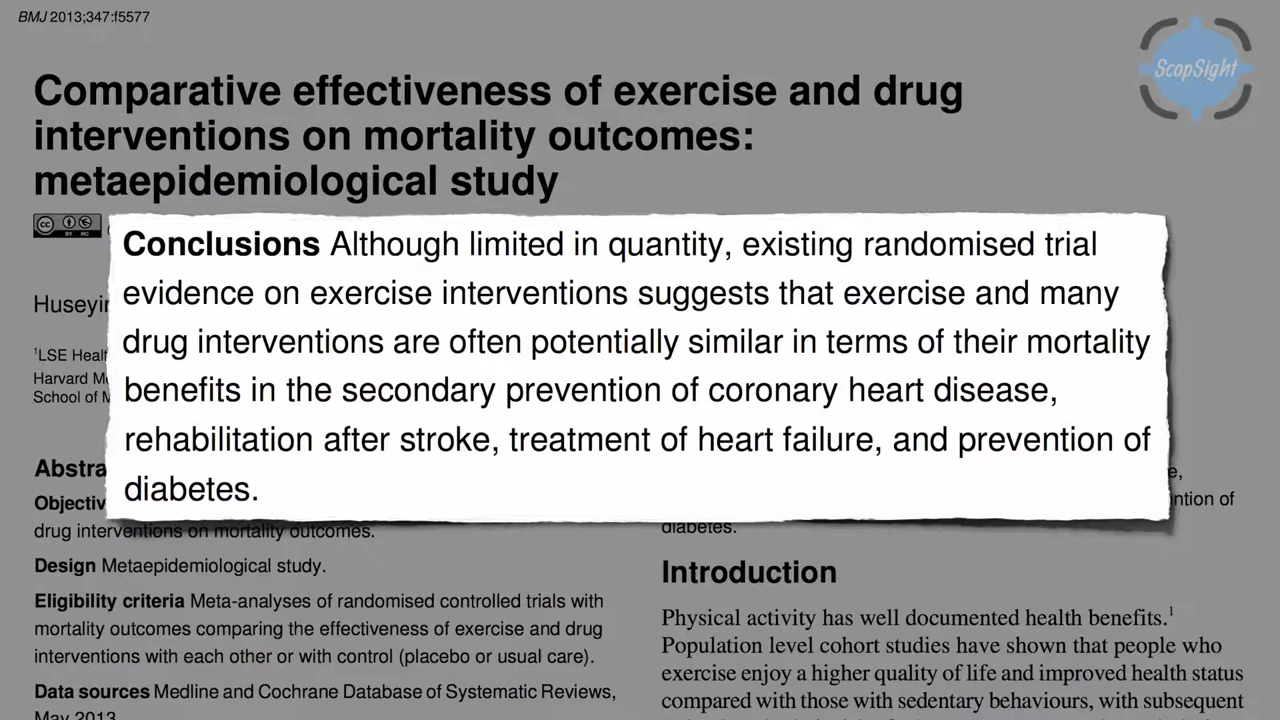 BMJ 2013;347:f5577
ScopSight
Comparative effectiveness of exercise and drug
interventions on mortality outcomes:
metaepidemiological study
cc
BY NC
Conclusions Although limited in quantity, existing randomised trial
evidence on exercise interventions suggests that exercise and many
drug interventions are often potentially similar in terms of their mortality
benefits in the secondary prevention of coronary heart disease,
rehabilitation after stroke, treatment of heart failure, and prevention of
diabetes.
1LSE
Harvard
School of
drug interventions on mortality outcomes.
Design Metaepidemiological study.
Eligibility criteria Meta-analyses of randomised controlled trials with
mortality outcomes comparing the effectiveness of exercise and drug
interventions with each other or with control (placebo or usual care).
Data sources Medline and Cochrane Database of Systematic Reviews,
May 2013
of
diabetes.
Introduction
Physical activity has well documented health benefits.1
Population level cohort studies have shown that people who
exercise enjoy a higher quality of life and improved health status
compared with those with sedentary behaviours, with subsequent